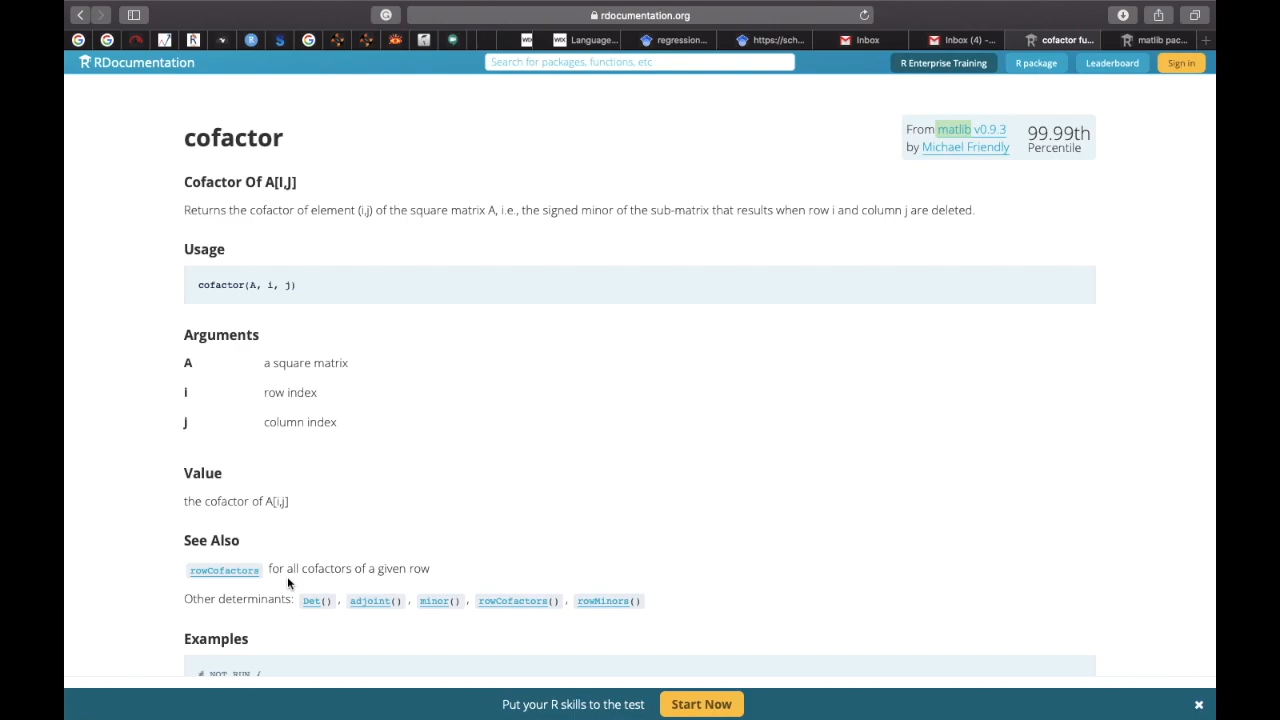 rdocumentation.org
Language...
regression...
https://sch...
Inbox
Inbox (4) -...
cofactor fu...
matlib pac...
RDocumentation
Search for packages, functions, etc
R Enterprise Training
R package
Leaderboard
Sign in
cofactor
From matlib v0.9.3
by Michael Friendly
99.99th
Percentile
Cofactor Of A[I,J]
Returns the cofactor of element (i,j) of the square matrix A, i.e., the signed minor of the sub-matrix that results when row i and column j are deleted.
Usage
cofactor(A, i, j)
Arguments
A a square matrix
i row index
j column index
Value
the cofactor of A[i,j]
See Also
rowCofactors for all cofactors of a given row
Other determinants: Det(), adjoint(), minor(), rowCofactors(), rowMinors()
Examples
# NOT RUN {
Put your R skills to the test
Start Now